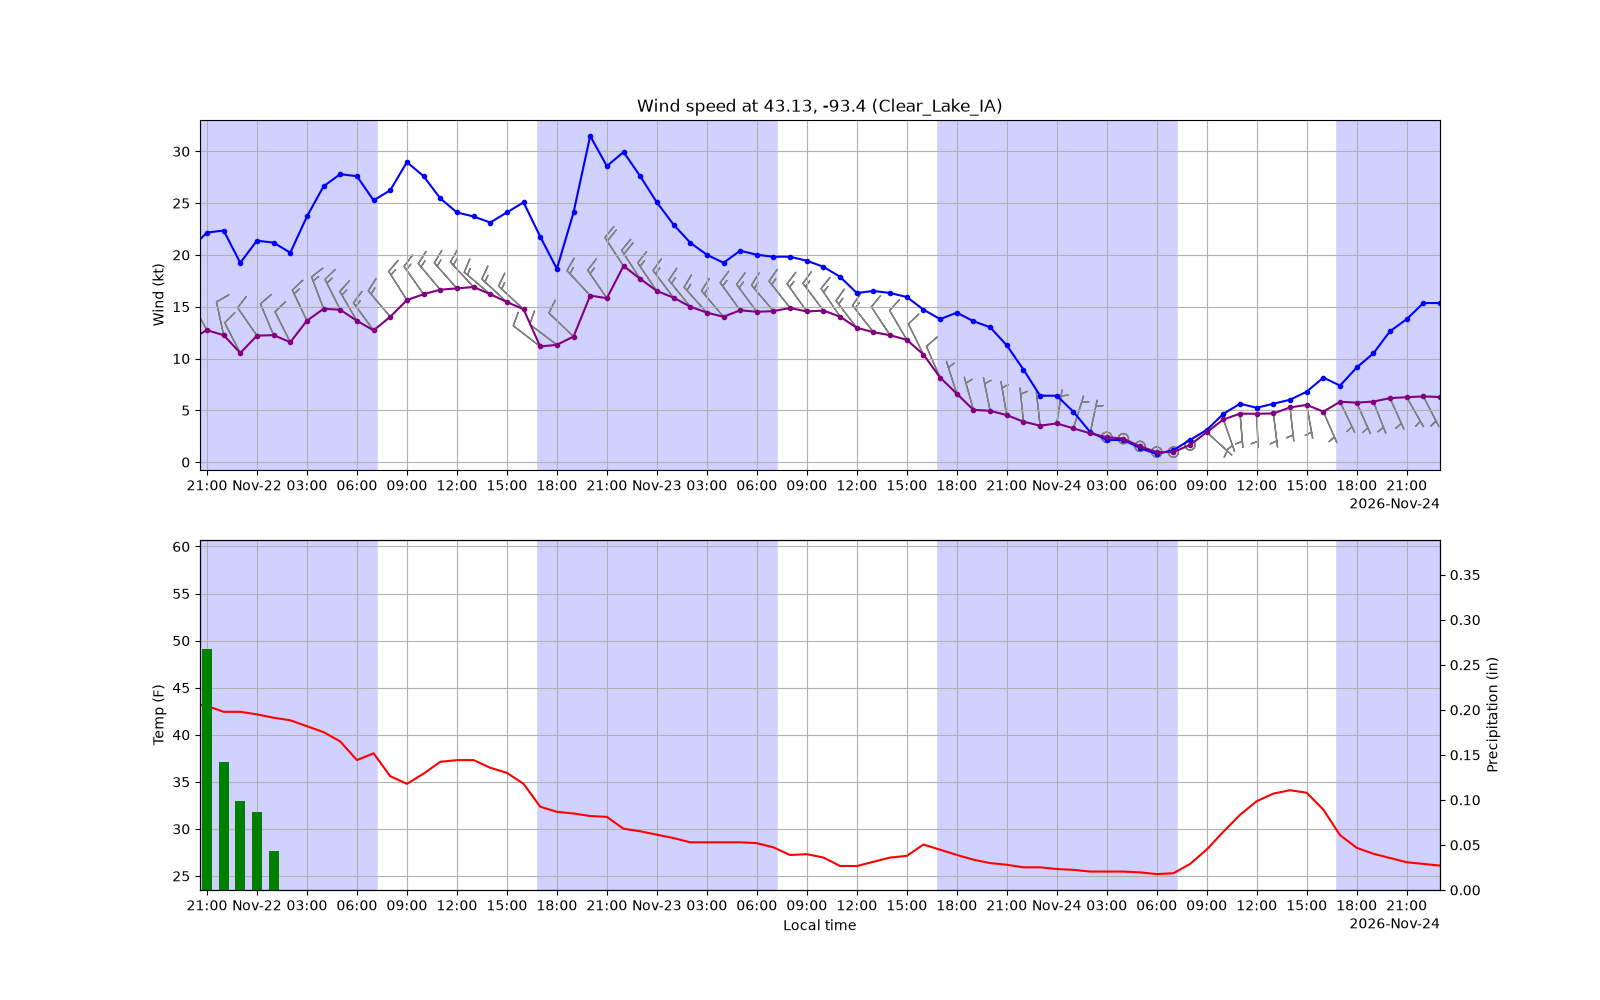 Wind speed at 43.13, -93.4 (Clear_Lake_IA)
Wind (kt)
30
25
20
15
10
5
0
21:00 Nov-22 03:00 06:00 09:00 12:00 15:00 18:00 21:00 Nov-23 03:00 06:00 09:00 12:00 15:00 18:00 21:00 Nov-24 03:00 06:00 09:00 12:00 15:00 18:00 21:00
2026-Nov-24
Temp (F)
60
55
50
45
40
35
30
25
0.35
0.30
0.25
0.20
0.15
0.10
0.05
0.00
Precipitation (in)
21:00 Nov-22 03:00 06:00 09:00 12:00 15:00 18:00 21:00 Nov-23 03:00 06:00 09:00 12:00 15:00 18:00 21:00 Nov-24 03:00 06:00 09:00 12:00 15:00 18:00 21:00
Local time
2026-Nov-24